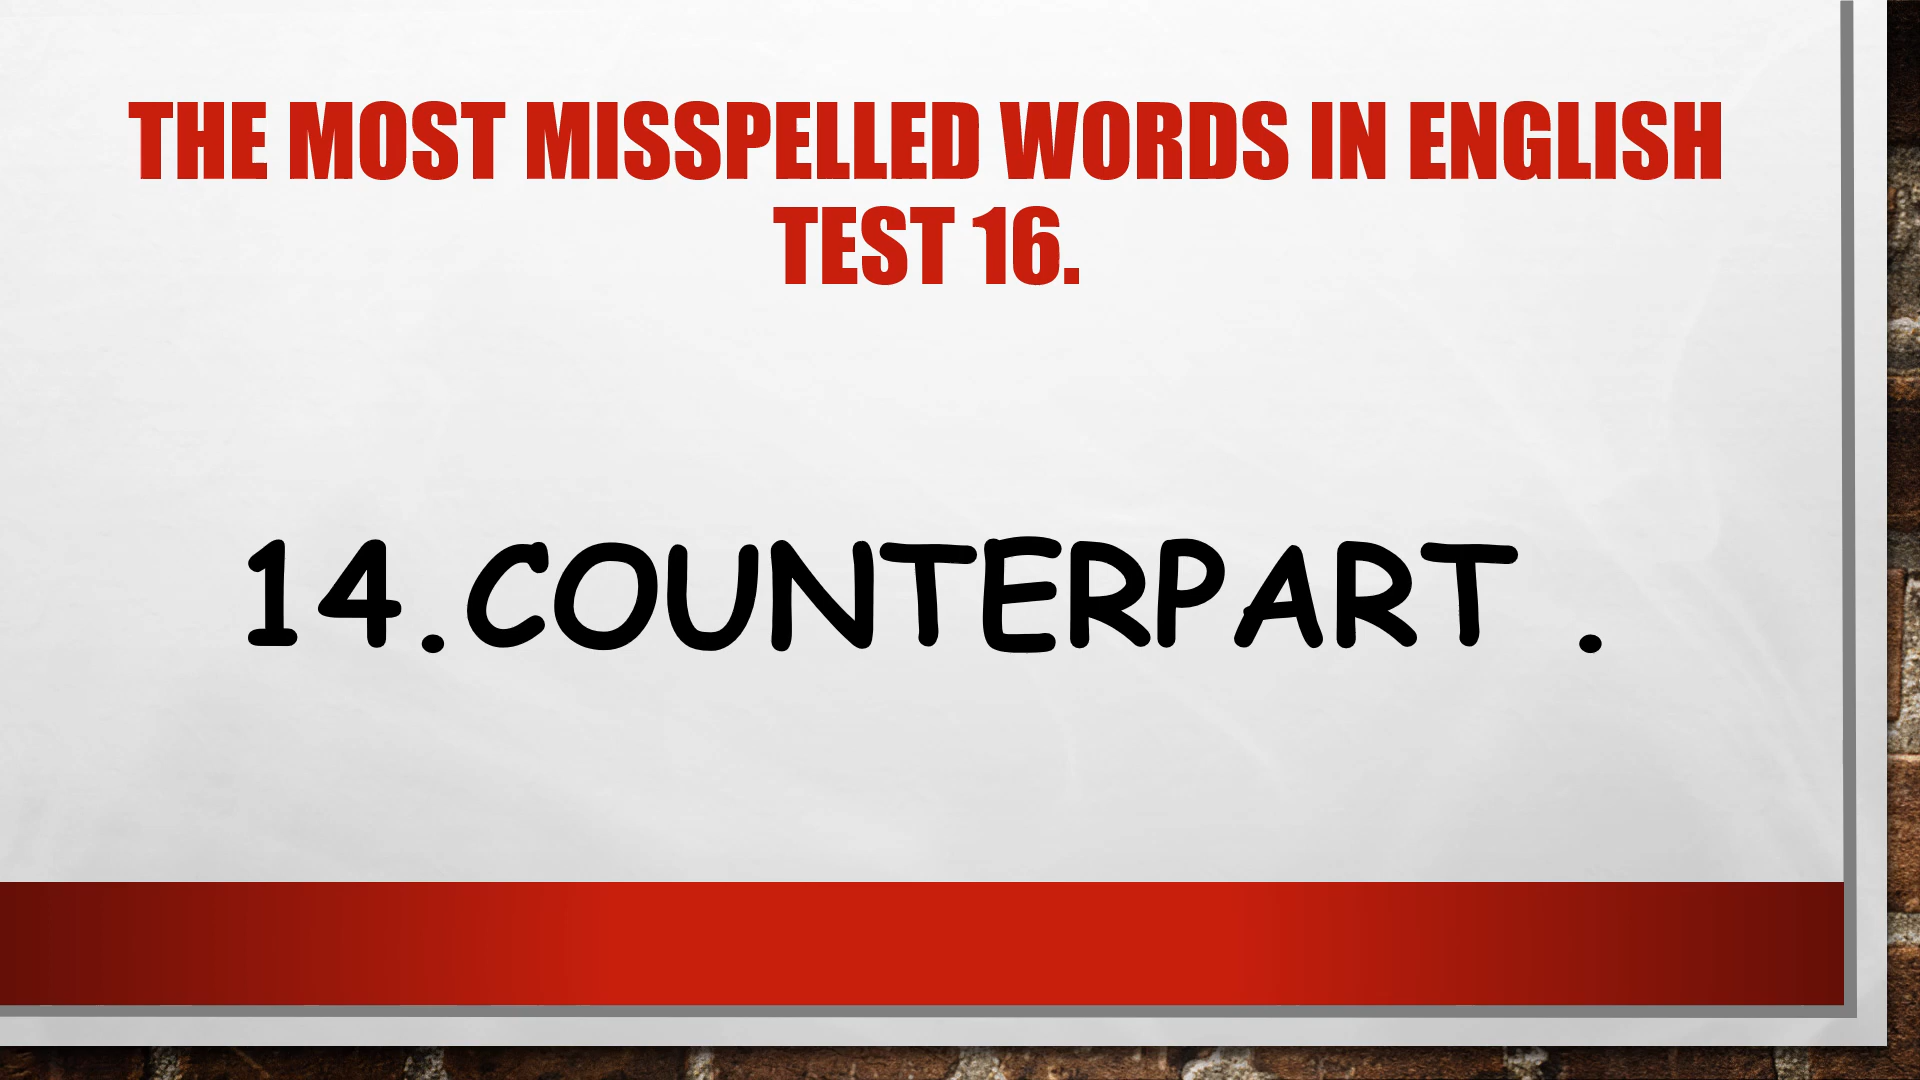 THE MOST MISSPELLED WORDS IN ENGLISH
TEST 16.
14.COUNTERPART .